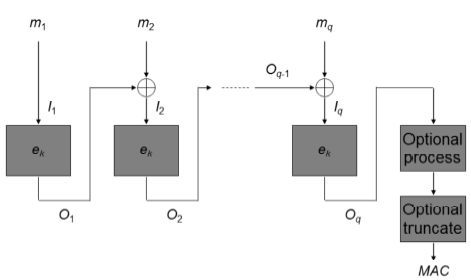 m1 m2 mq
Oq-1
I1 I2 Iq
ek ek ek
Optional
process
Optional
truncate
O1 O2 Oq
MAC